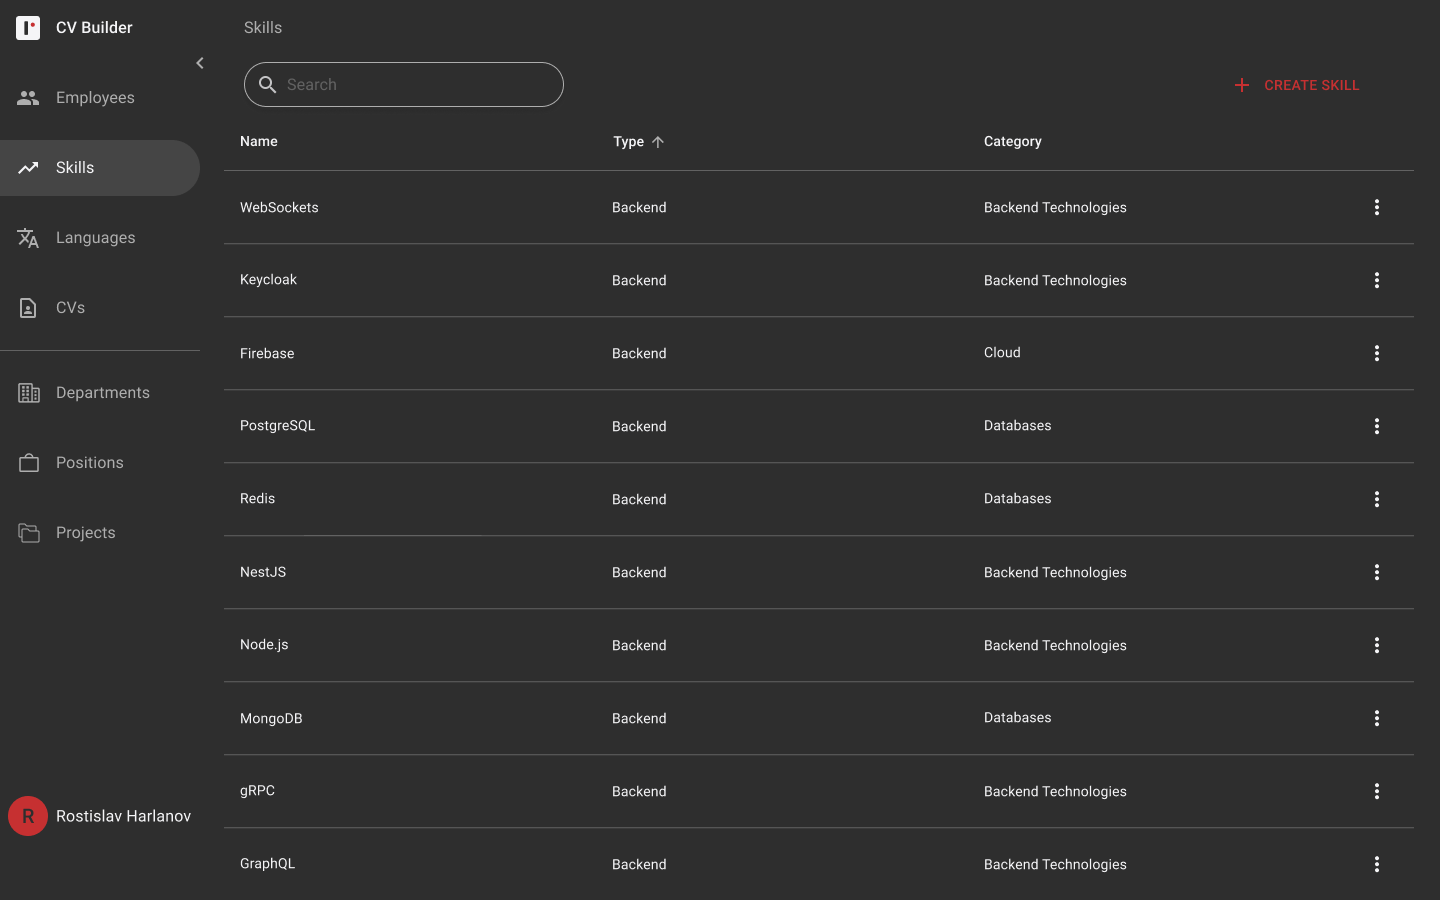 CV Builder
Employees
Skills
Languages
CVs
Departments
Positions
Projects
R Rostislav Harlanov
Skills
Search
CREATE SKILL
Name Type Category
WebSockets Backend Backend Technologies
Keycloak Backend Backend Technologies
Firebase Backend Cloud
PostgreSQL Backend Databases
Redis Backend Databases
NestJS Backend Backend Technologies
Node.js Backend Backend Technologies
MongoDB Backend Databases
gRPC Backend Backend Technologies
GraphQL Backend Backend Technologies